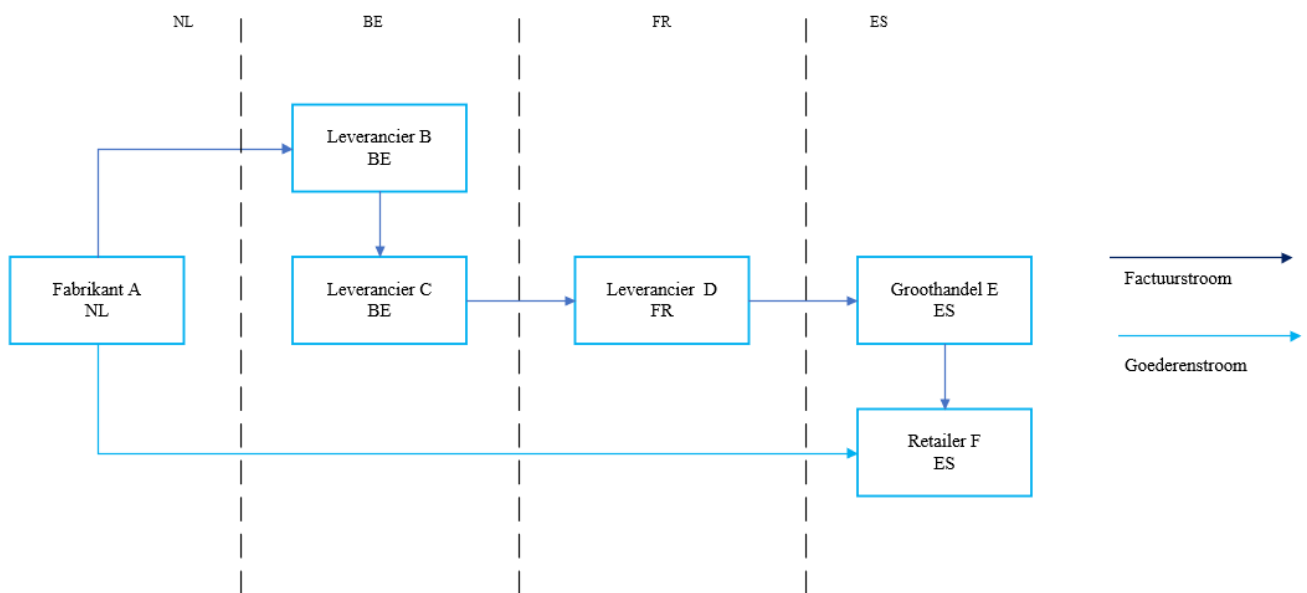 NL
BE
FR
ES
Leverancier B
BE
Fabrikant A
NL
Leverancier C
BE
Leverancier D
FR
Groothandel E
ES
Retailer F
ES
Factuurstroom
Goederenstroom